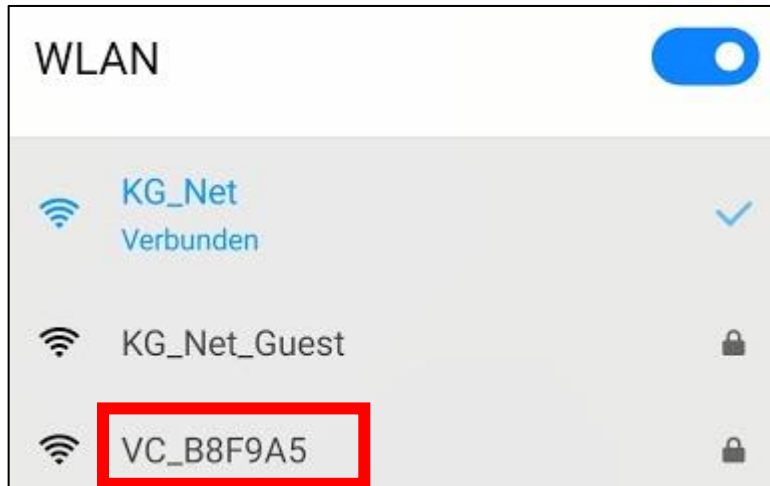 WLAN
KG_Net
Verbunden
KG_Net_Guest
VC_B8F9A5